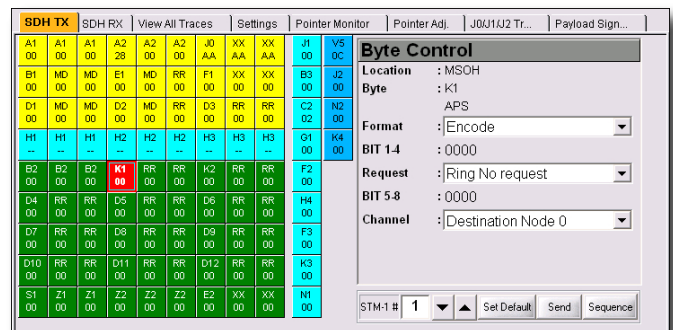 SDH TX SDH RX View All Traces Settings Pointer Monitor Pointer Adj. J0/J1/J2 Tr... Payload Sign...
A1 A1 A1 A2 A2 A2 J0 XX XX J1 V5
00 00 00 28 00 00 AA AA AA 00 0C
B1 MD MD E1 MD RR F1 XX XX B3 J2
00 00 00 00 00 00 00 00 00 00 00
D1 MD MD D2 MD RR D3 RR RR C2 N2
00 00 00 00 00 00 00 00 00 02 00
H1 H1 H1 H2 H2 H2 H3 H3 H3 G1 K4
-- -- -- -- -- -- -- -- -- 00 00
B2 B2 B2 K1 RR RR K2 RR RR F2
00 00 00 00 00 00 00 00 00 00
D4 RR RR D5 RR RR D6 RR RR H4
00 00 00 00 00 00 00 00 00 00
D7 RR RR D8 RR RR D9 RR RR F3
00 00 00 00 00 00 00 00 00 00
D10 RR RR D11 RR RR D12 RR RR K3
00 00 00 00 00 00 00 00 00 00
S1 Z1 Z1 Z2 Z2 Z2 E2 XX XX N1
00 00 00 00 00 00 00 00 00 00
Byte Control
Location : MSOH
Byte : K1
APS
Format : Encode
BIT 1-4 : 0000
Request : Ring No request
BIT 5-8 : 0000
Channel : Destination Node 0
STM-1 # 1 Set Default Send Sequence